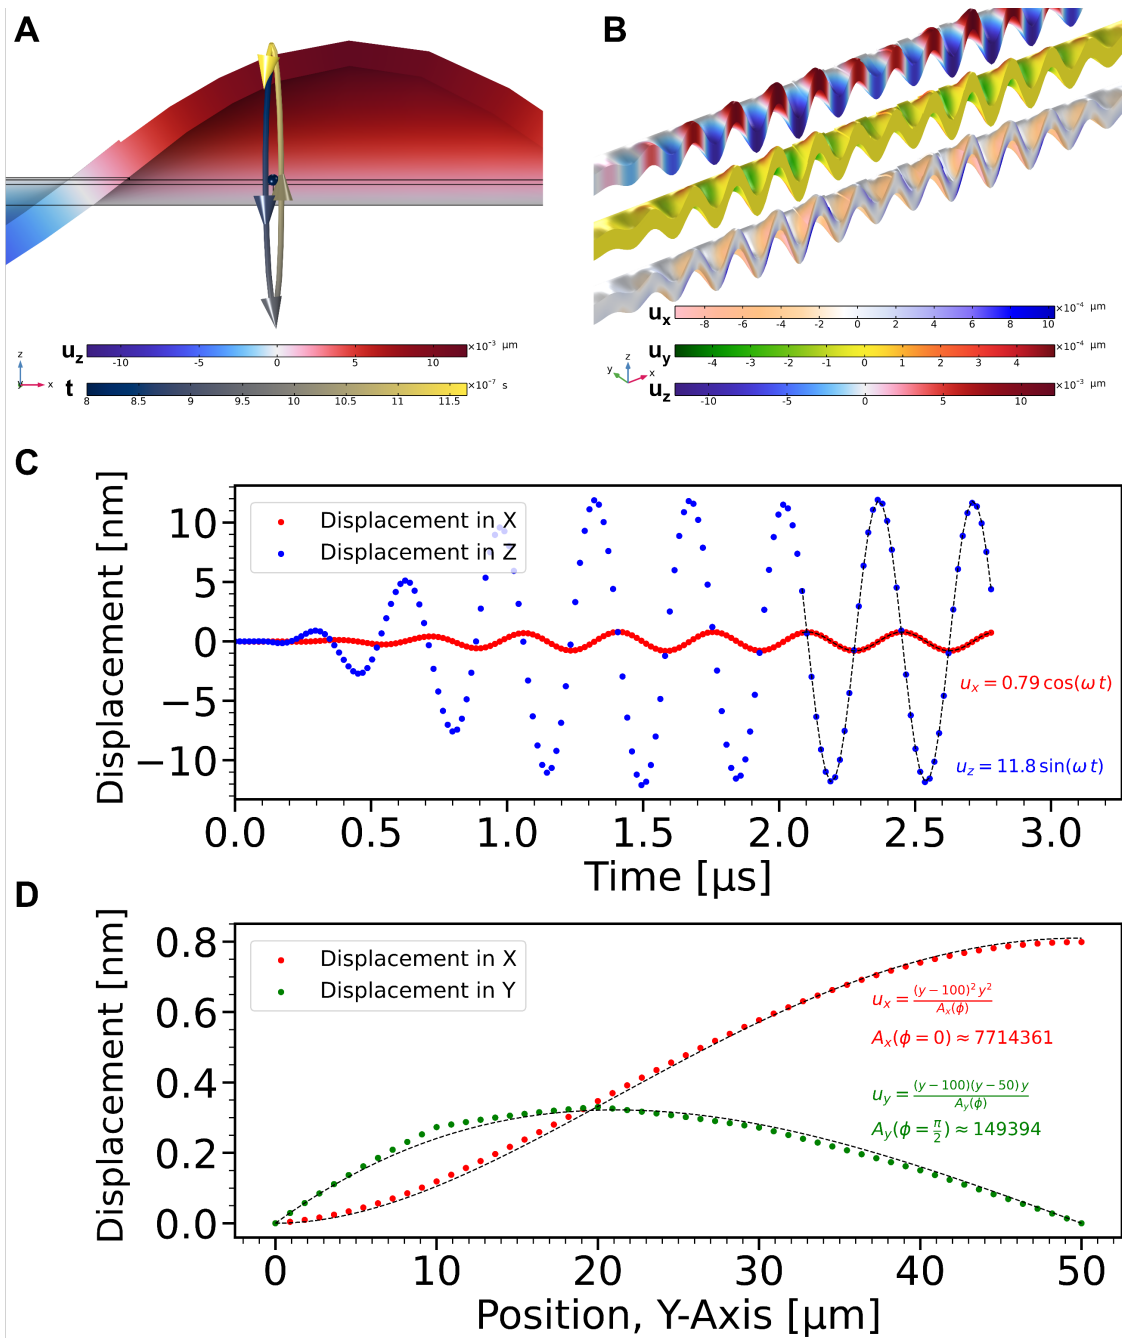 A
B
u_z
-10 -5 0 5 10
×10⁻³ μm
t
8 8.5 9 9.5 10 10.5 11 11.5
×10⁻⁷ s
z
y x
u_x
-8 -6 -4 -2 0 2 4 6 8 10
×10⁻⁴ μm
u_y
-4 -3 -2 -1 0 1 2 3 4
×10⁻⁴ μm
u_z
-10 -5 0 5 10
×10⁻³ μm
z
y x
C
Displacement [nm]
10
5
0
−5
−10
Displacement in X
Displacement in Z
u_x = 0.79 cos(ω t)
u_z = 11.8 sin(ω t)
0.0 0.5 1.0 1.5 2.0 2.5 3.0
Time [μs]
D
Displacement [nm]
0.8
0.6
0.4
0.2
0.0
Displacement in X
Displacement in Y
u_x = (y−100)² y² / A_x(ϕ)
A_x(ϕ = 0) ≈ 7714361
u_y = (y−100)(y−50) y / A_y(ϕ)
A_y(ϕ = π/2) ≈ 149394
0 10 20 30 40 50
Position, Y-Axis [μm]